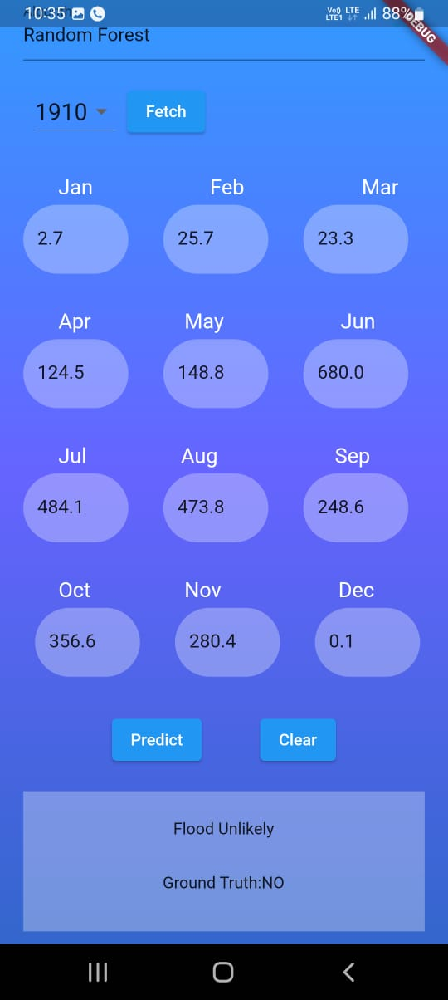 10:35 Vo)) LTE LTE1 88%
DEBUG
Random Forest
1910 Fetch
Jan Feb Mar
2.7 25.7 23.3
Apr May Jun
124.5 148.8 680.0
Jul Aug Sep
484.1 473.8 248.6
Oct Nov Dec
356.6 280.4 0.1
Predict Clear
Flood Unlikely
Ground Truth:NO